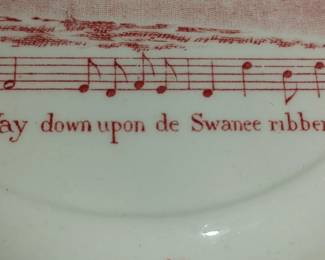 ay down upon de Swanee ribber